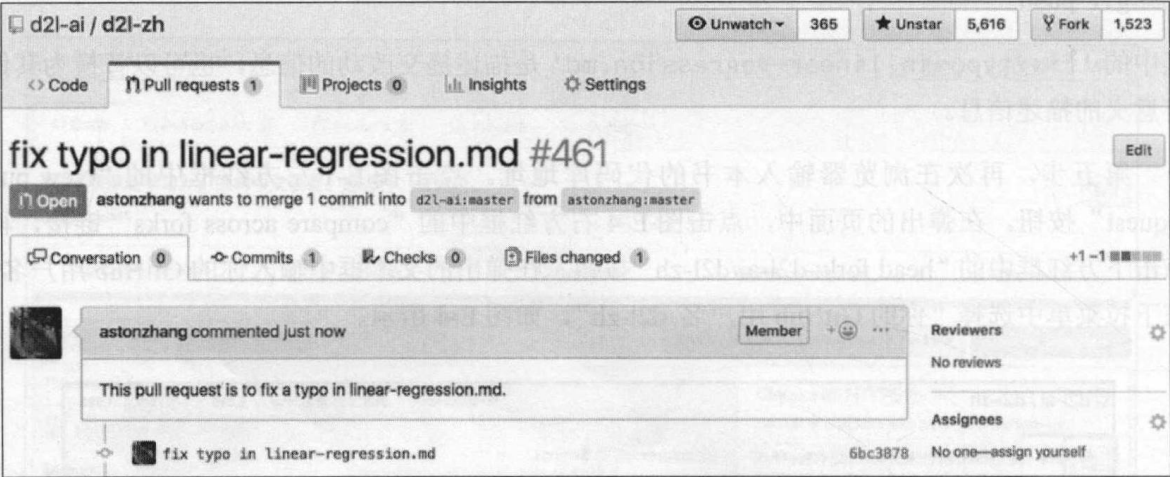 d2l-ai / d2l-zh
Unwatch 365 Unstar 5,616 Fork 1,523
Code Pull requests 1 Projects 0 Insights Settings
fix typo in linear-regression.md #461
Edit
Open astonzhang wants to merge 1 commit into d2l-ai:master from astonzhang:master
Conversation 0 Commits 1 Checks 0 Files changed 1
+1 −1
astonzhang commented just now Member
Reviewers
No reviews
This pull request is to fix a typo in linear-regression.md.
Assignees
No one—assign yourself
fix typo in linear-regression.md 6bc3878